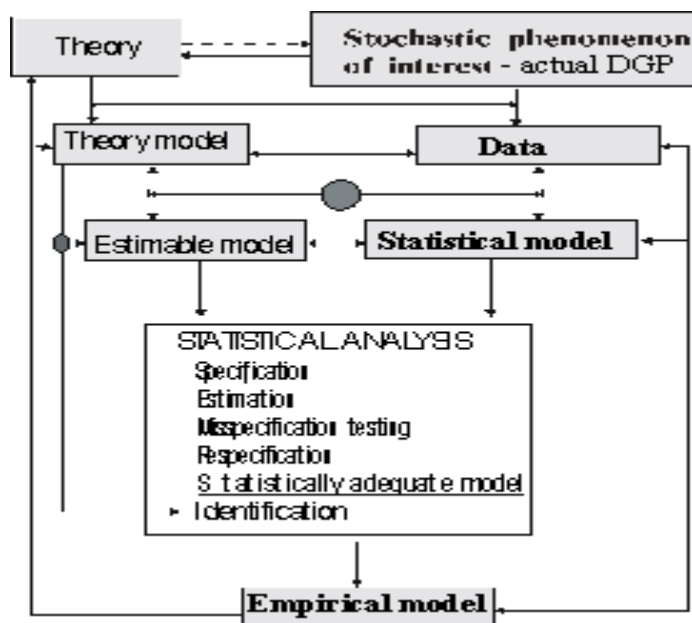 Theory
Stochastic phenomenon
of interest - actual DGP
Theory model
Data
Estimable model
Statistical model
STATISTICAL ANALYSIS
Specification
Estimation
Misspecification testing
Respecification
Statistically adequate model
Identification
Empirical model